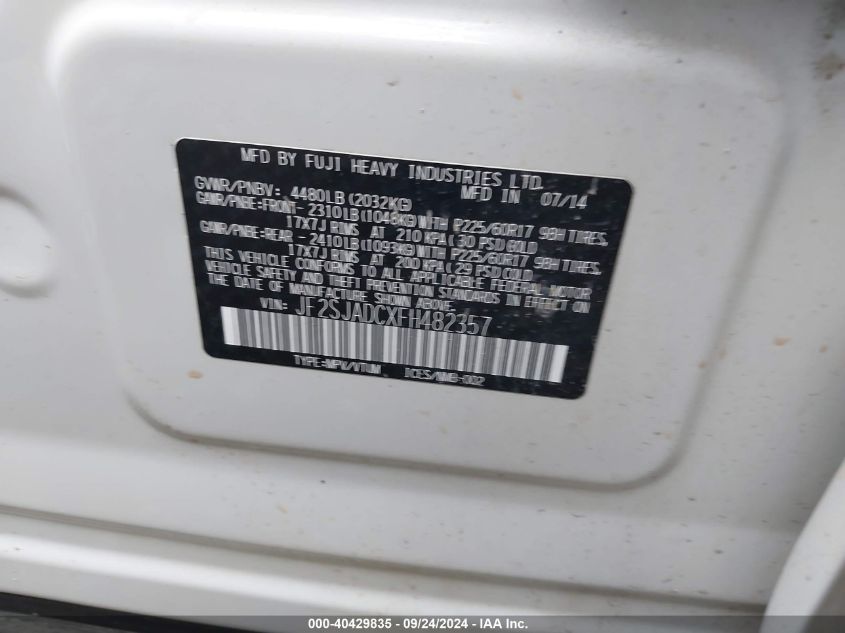 MFD BY FUJI HEAVY INDUSTRIES LTD.
MFD IN 07/14
GVWR/PNBV: 4480LB(2032KG)
GAWR/PNBE:FRONT- 2310LB(1048KG)WITH P225/60R17 98H TIRES.
17X7J RIMS AT 210 KPA(30 PSI)COLD
GAWR/PNBE:REAR - 2410LB(1093KG)WITH P225/60R17 98H TIRES.
17X7J RIMS AT 200 KPA(29 PSI)COLD
THIS VEHICLE CONFORMS TO ALL APPLICABLE FEDERAL MOTOR
VEHICLE SAFETY AND THEFT PREVENTION STANDARDS IN EFFECT ON
THE DATE OF MANUFACTURE SHOWN ABOVE.
VIN: JF2SJADCXFH482357
TYPE:MPV/VTUM ICES/NMB-002
000-40429835 - 09/24/2024 - IAA Inc.